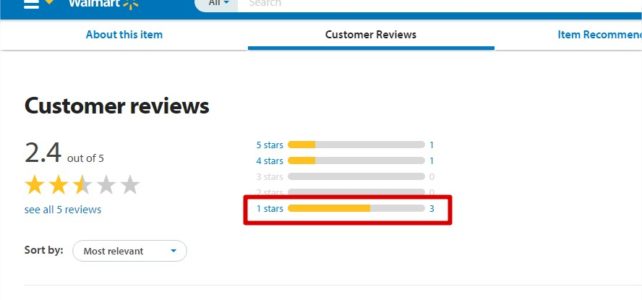 Walmart All Search
About this item Customer Reviews Item Recommen
Customer reviews
2.4 out of 5
see all 5 reviews
5 stars 1
4 stars 1
3 stars 0
2 stars 0
1 stars 3
Sort by: Most relevant